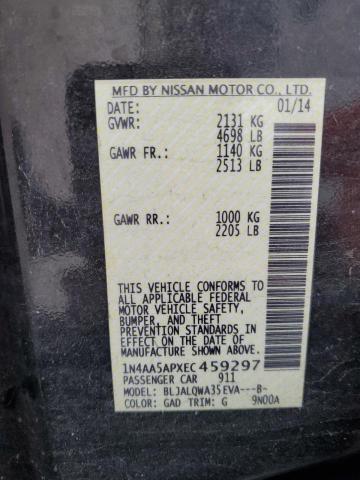 MFD BY NISSAN MOTOR CO., LTD.
DATE: 01/14
GVWR: 2131 KG
4698 LB
GAWR FR.: 1140 KG
2513 LB
GAWR RR.: 1000 KG
2205 LB
THIS VEHICLE CONFORMS TO
ALL APPLICABLE FEDERAL
MOTOR VEHICLE SAFETY,
BUMPER, AND THEFT
PREVENTION STANDARDS
IN EFFECT ON THE DATE OF
MANUFACTURE SHOWN ABOVE.
1N4AA5APXEC 459297
PASSENGER CAR 911
MODEL: BLJALQWA35EVA---B-
COLOR: GAD TRIM: G 9N00A